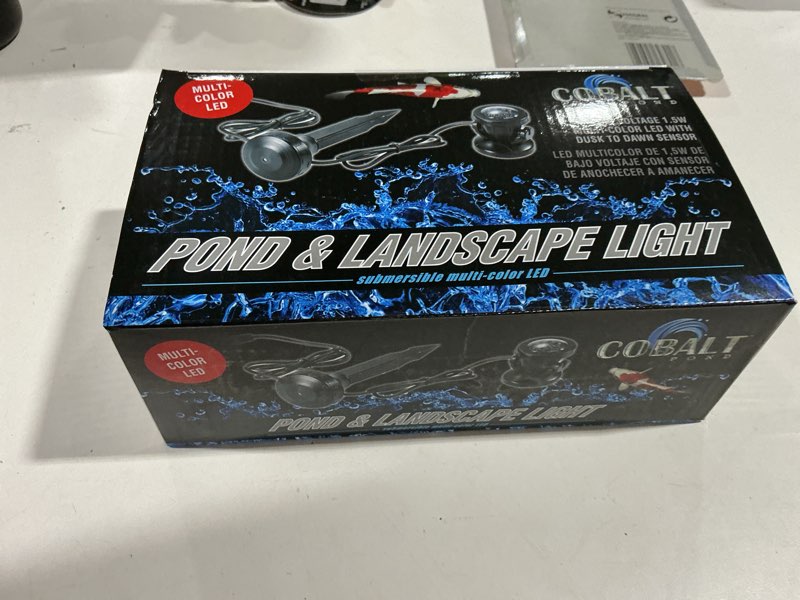 MULTI-
COLOR
LED
COBALT
POND
VOLTAGE 1.5W
MULTI-COLOR LED WITH
DUSK TO DAWN SENSOR
LED MULTICOLOR DE 1,5W DE
BAJO VOLTAJE CON SENSOR
DE ANOCHECER A AMANECER
POND & LANDSCAPE LIGHT
submersible multi-color LED
MULTI-
COLOR
LED
COBALT
POND
POND & LANDSCAPE LIGHT